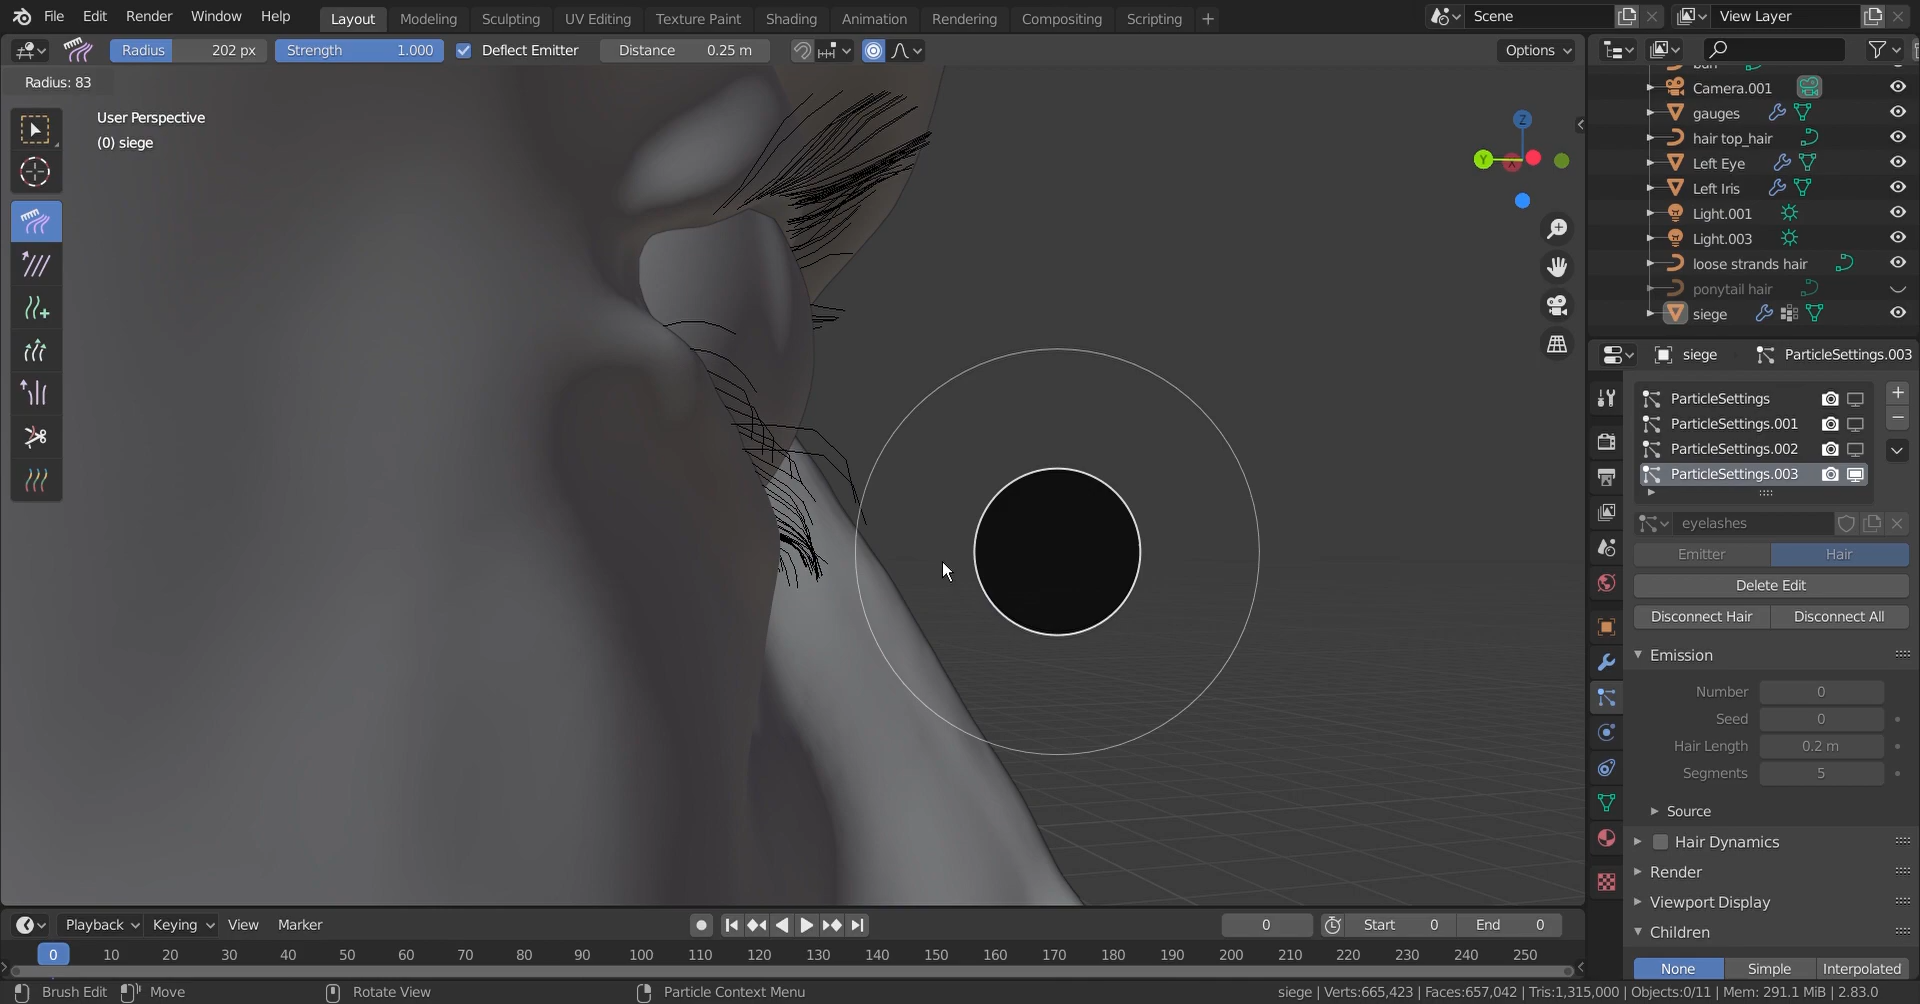 File Edit Render Window Help Layout Modeling Sculpting UV Editing Texture Paint Shading Animation Rendering Compositing Scripting + Scene View Layer
Radius 202 px Strength 1.000 Deflect Emitter Distance 0.25 m Options
Radius: 83
User Perspective
(0) siege
Z
Y
X
Camera.001
gauges
hair top_hair
Left Eye
Left Iris
Light.001
Light.003
loose strands hair
ponytail hair
siege
siege ParticleSettings.003
ParticleSettings
ParticleSettings.001
ParticleSettings.002
ParticleSettings.003
eyelashes
Emitter Hair
Delete Edit
Disconnect Hair Disconnect All
Emission
Number 0
Seed 0
Hair Length 0.2 m
Segments 5
Source
Hair Dynamics
Render
Viewport Display
Children
None Simple Interpolated
Playback Keying View Marker 0 Start 0 End 0
0 10 20 30 40 50 60 70 80 90 100 110 120 130 140 150 160 170 180 190 200 210 220 230 240 250
Brush Edit Move Rotate View Particle Context Menu siege | Verts:665,423 | Faces:657,042 | Tris:1,315,000 | Objects:0/11 | Mem: 291.1 MiB | 2.83.0